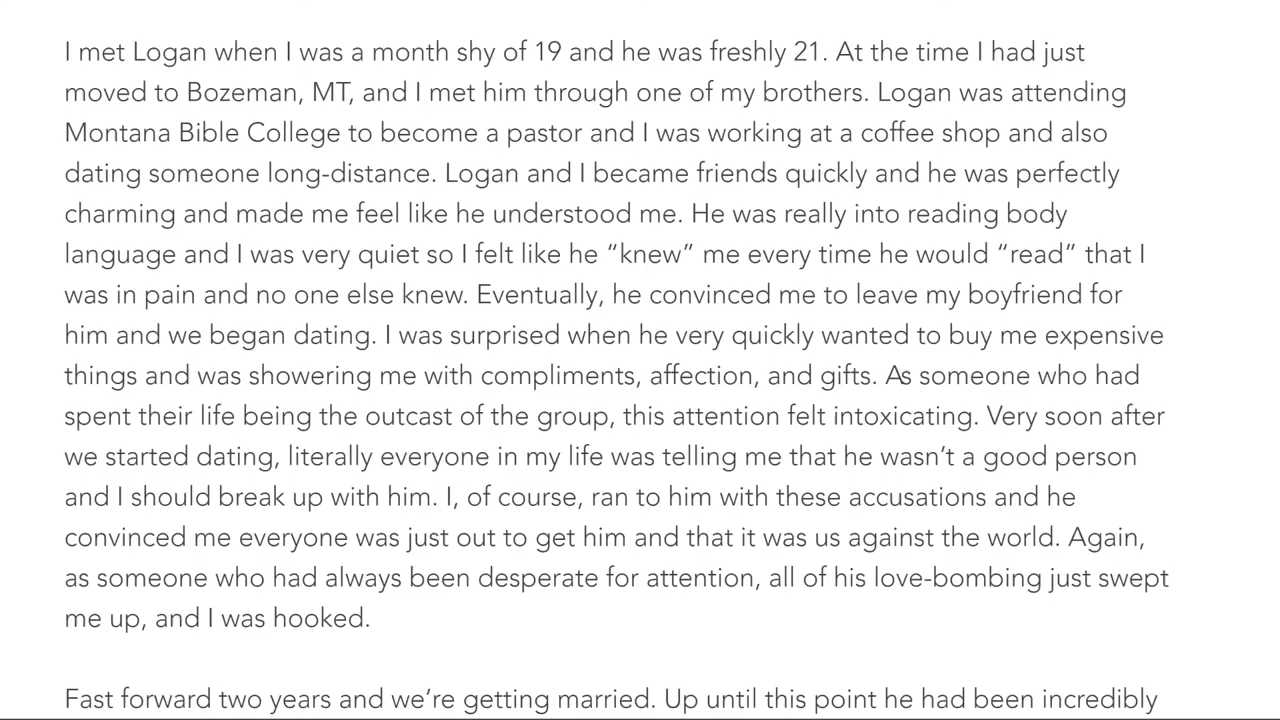 I met Logan when I was a month shy of 19 and he was freshly 21. At the time I had just
moved to Bozeman, MT, and I met him through one of my brothers. Logan was attending
Montana Bible College to become a pastor and I was working at a coffee shop and also
dating someone long-distance. Logan and I became friends quickly and he was perfectly
charming and made me feel like he understood me. He was really into reading body
language and I was very quiet so I felt like he “knew” me every time he would “read” that I
was in pain and no one else knew. Eventually, he convinced me to leave my boyfriend for
him and we began dating. I was surprised when he very quickly wanted to buy me expensive
things and was showering me with compliments, affection, and gifts. As someone who had
spent their life being the outcast of the group, this attention felt intoxicating. Very soon after
we started dating, literally everyone in my life was telling me that he wasn’t a good person
and I should break up with him. I, of course, ran to him with these accusations and he
convinced me everyone was just out to get him and that it was us against the world. Again,
as someone who had always been desperate for attention, all of his love-bombing just swept
me up, and I was hooked.
Fast forward two years and we’re getting married. Up until this point he had been incredibly